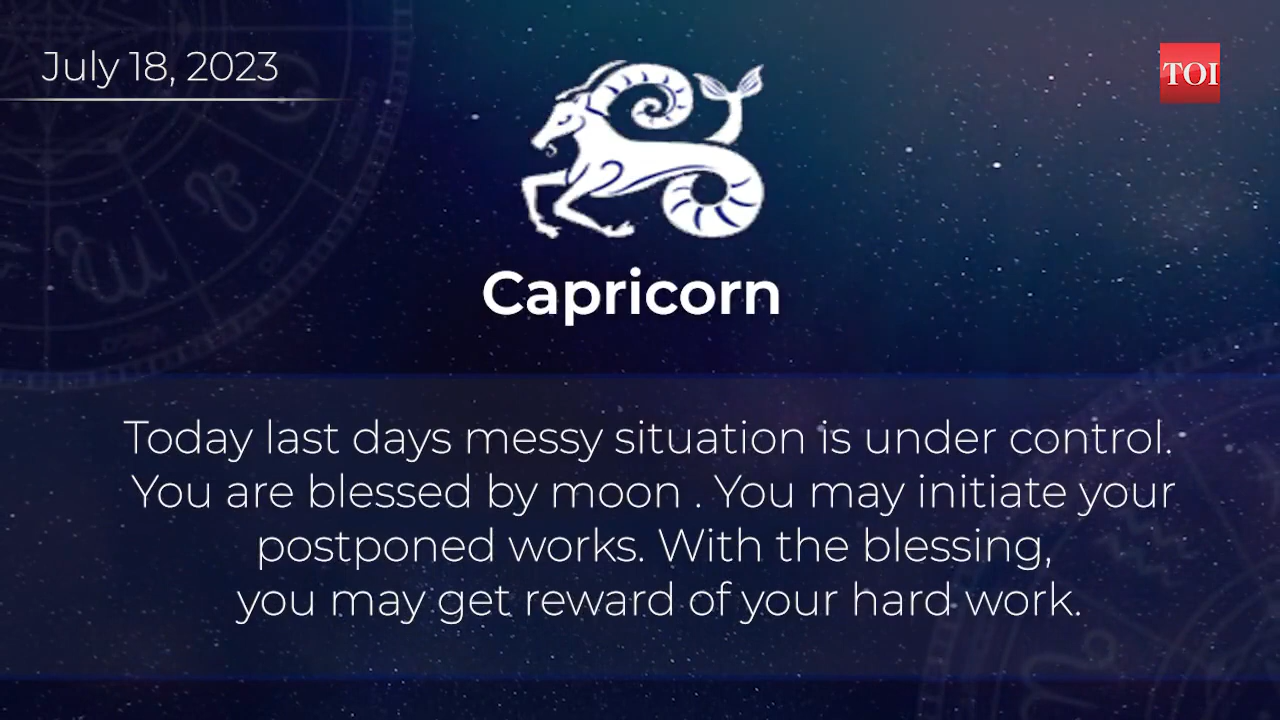 July 18, 2023
TOI
Capricorn
Today last days messy situation is under control.
You are blessed by moon . You may initiate your
postponed works. With the blessing,
you may get reward of your hard work.